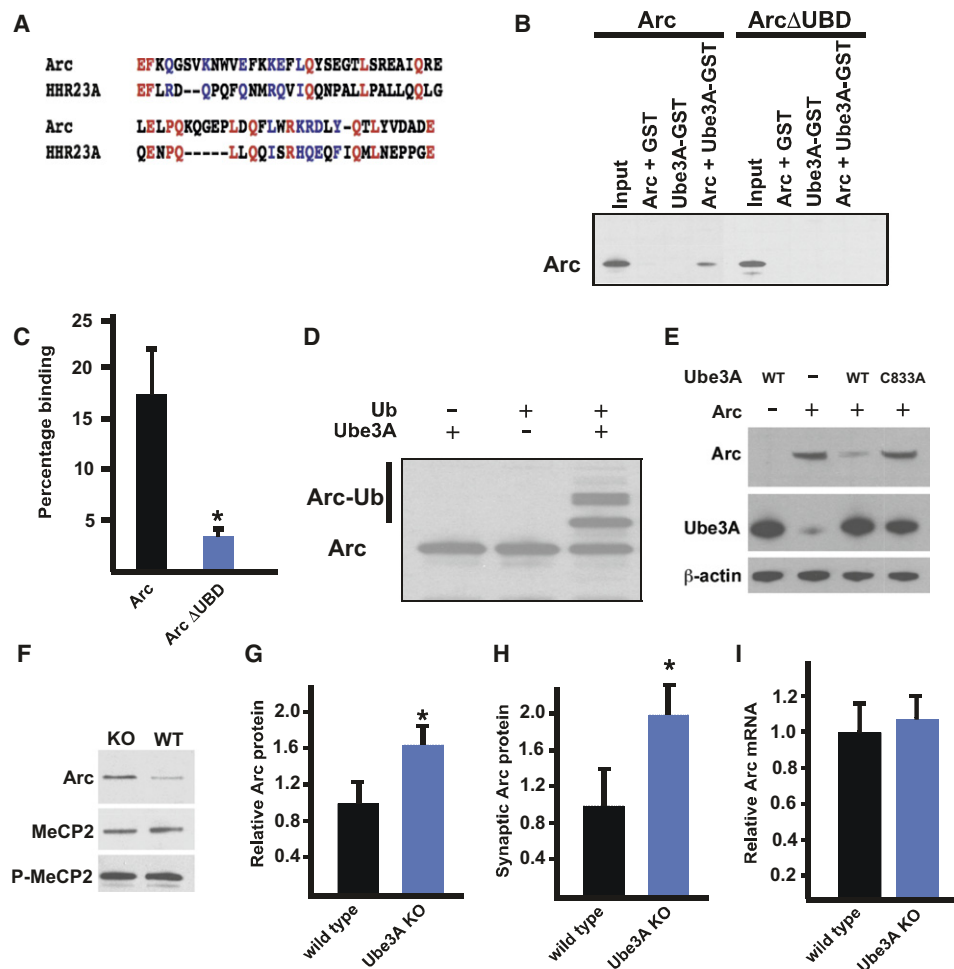 A
Arc EFKQGSVKNWVEFKKEFLQYSEGTLSREAIQRE
HHR23A EFLRD--QPQFQNMRQVIQQNPALLPALLQQLG
Arc LELPQKQGEPLDQFLWRKRDLY-QTLYVDADE
HHR23A QENPQ-----LLQQISRHQEQFIQMLNEPPGE
B
Arc ArcΔUBD
Input
Arc + GST
Ube3A-GST
Arc + Ube3A-GST
Input
Arc + GST
Ube3A-GST
Arc + Ube3A-GST
Arc
C
Percentage binding
25
20
15
10
5
*
Arc
Arc ΔUBD
D
Ub - + +
Ube3A + - +
Arc-Ub
Arc
E
Ube3A WT - WT C833A
Arc - + + +
Arc
Ube3A
β-actin
F
KO WT
Arc
MeCP2
P-MeCP2
G
Relative Arc protein
2.0
1.6
1.2
0.8
0.4
*
wild type
Ube3A KO
H
Synaptic Arc protein
2.0
1.6
1.2
0.8
0.4
*
wild type
Ube3A KO
I
Relative Arc mRNA
1.2
1.0
0.8
0.6
0.4
0.2
wild type
Ube3A KO